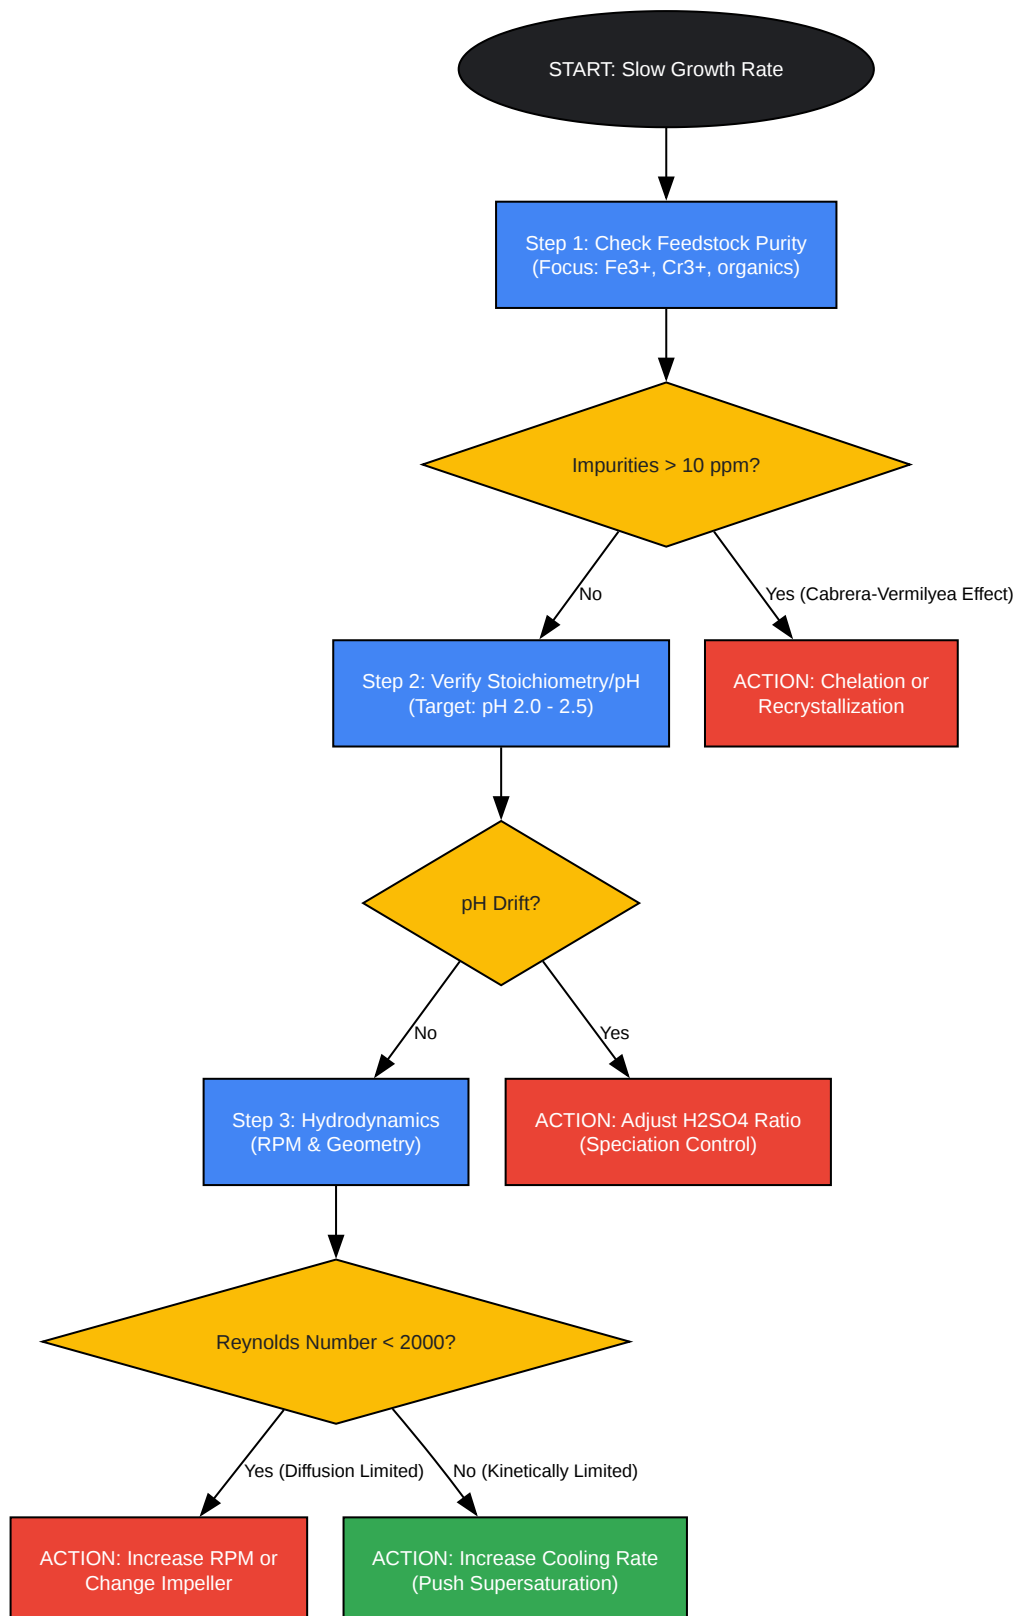 START: Slow Growth Rate
Step 1: Check Feedstock Purity
(Focus: Fe3+, Cr3+, organics)
Impurities > 10 ppm?
No
Yes (Cabrera-Vermilyea Effect)
Step 2: Verify Stoichiometry/pH
(Target: pH 2.0 - 2.5)
ACTION: Chelation or
Recrystallization
pH Drift?
No
Yes
Step 3: Hydrodynamics
(RPM & Geometry)
ACTION: Adjust H2SO4 Ratio
(Speciation Control)
Reynolds Number < 2000?
Yes (Diffusion Limited)
No (Kinetically Limited)
ACTION: Increase RPM or
Change Impeller
ACTION: Increase Cooling Rate
(Push Supersaturation)